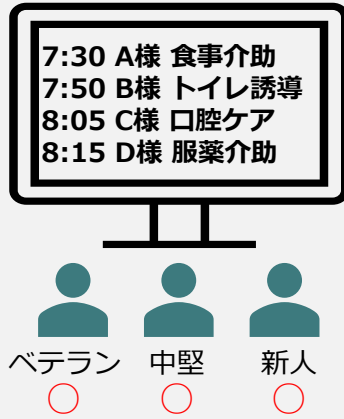 7:30 A様 食事介助
7:50 B様 トイレ誘導
8:05 C様 口腔ケア
8:15 D様 服薬介助
ベテラン 中堅 新人
○ ○ ○